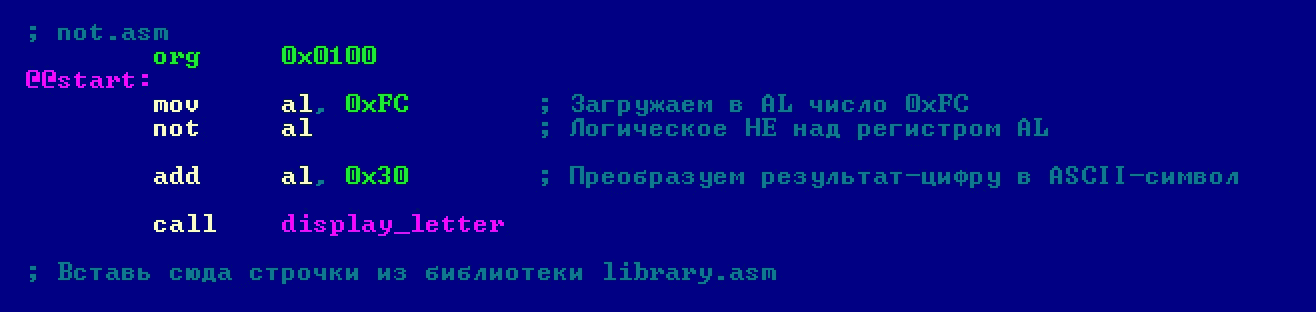 ; not.asm
org 0x0100
@@start:
mov al, 0xFC ; Загружаем в AL число 0xFC
not al ; Логическое НЕ над регистром AL
add al, 0x30 ; Преобразуем результат-цифру в ASCII-символ
call display_letter
; Вставь сюда строчки из библиотеки library.asm